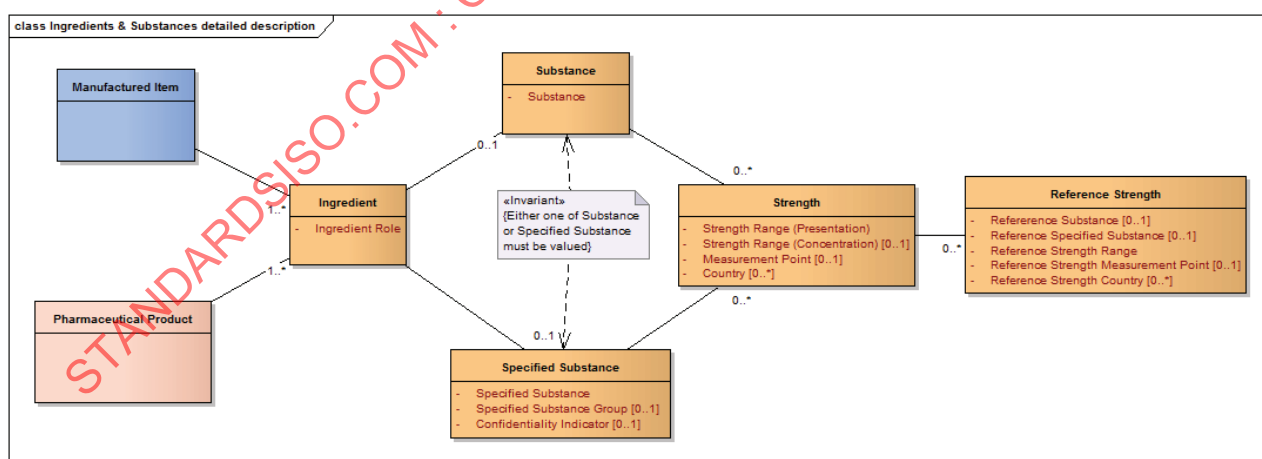 class Ingredients & Substances detailed description
Manufactured Item
Substance
- Substance
0..1
0..*
1..*
Ingredient
- Ingredient Role
«Invariant»
{Either one of Substance
or Specified Substance
must be valued}
Strength
- Strength Range (Presentation)
- Strength Range (Concentration) [0..1]
- Measurement Point [0..1]
- Country [0..*]
0..*
Reference Strength
- Refererence Substance [0..1]
- Reference Specified Substance [0..1]
- Reference Strength Range
- Reference Strength Measurement Point [0..1]
- Reference Strength Country [0..*]
1..*
0..*
Pharmaceutical Product
0..1
Specified Substance
- Specified Substance
- Specified Substance Group [0..1]
- Confidentiality Indicator [0..1]
STANDARDSISO.COM :